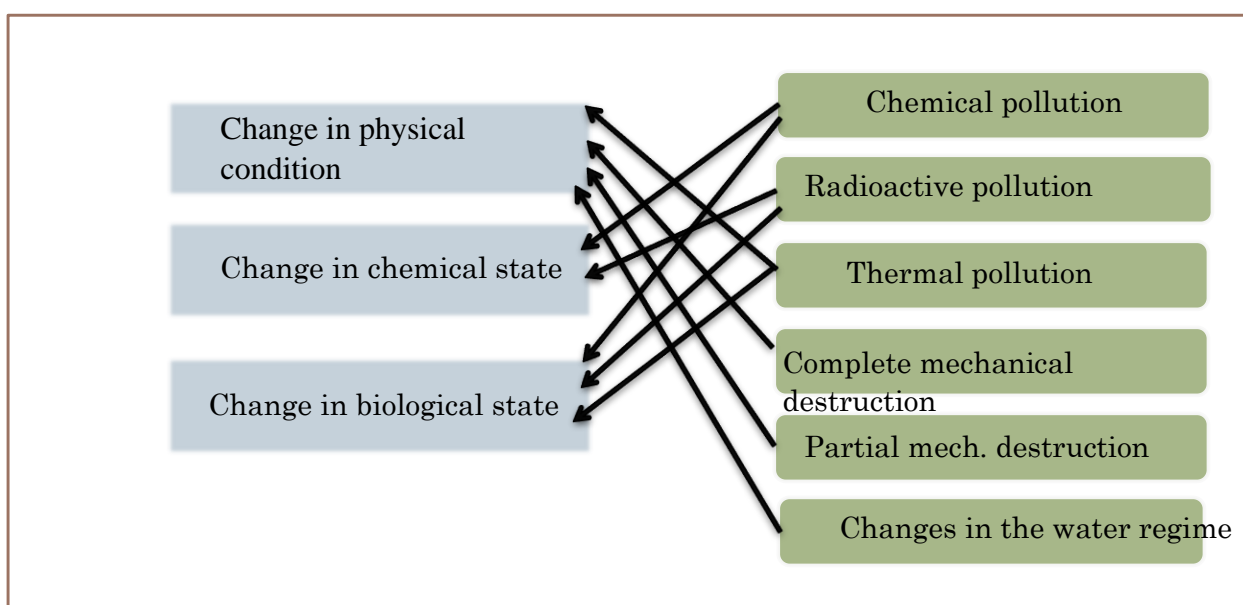 Change in physical
condition
Change in chemical state
Change in biological state
Chemical pollution
Radioactive pollution
Thermal pollution
Complete mechanical
destruction
Partial mech. destruction
Changes in the water regime